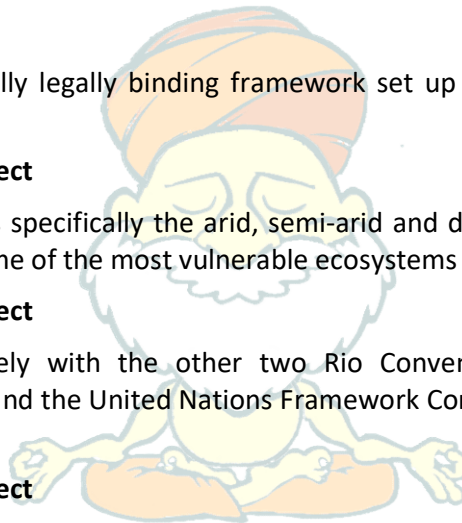 lly legally binding framework set up
ect
specifically the arid, semi-arid and d
ne of the most vulnerable ecosystems
ect
ely with the other two Rio Conver
nd the United Nations Framework Cor
ect